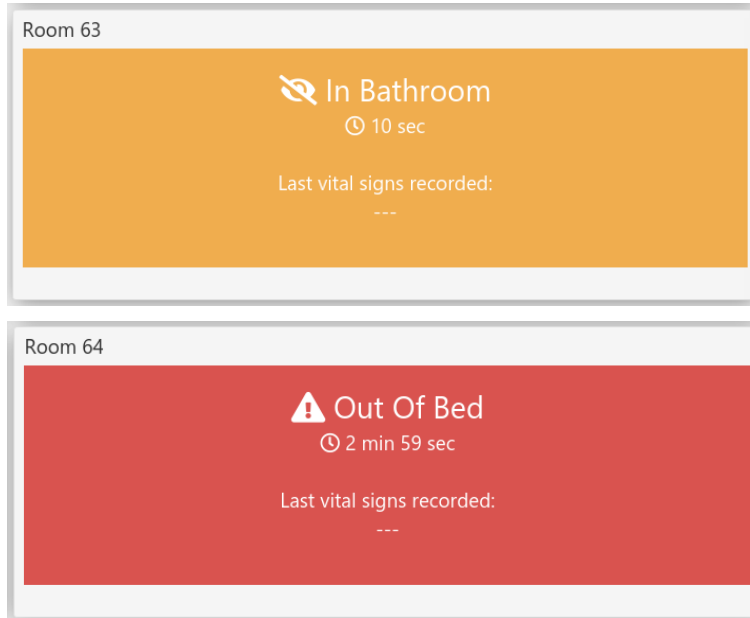 Room 63
In Bathroom
10 sec
Last vital signs recorded:
---
Room 64
Out Of Bed
2 min 59 sec
Last vital signs recorded:
---